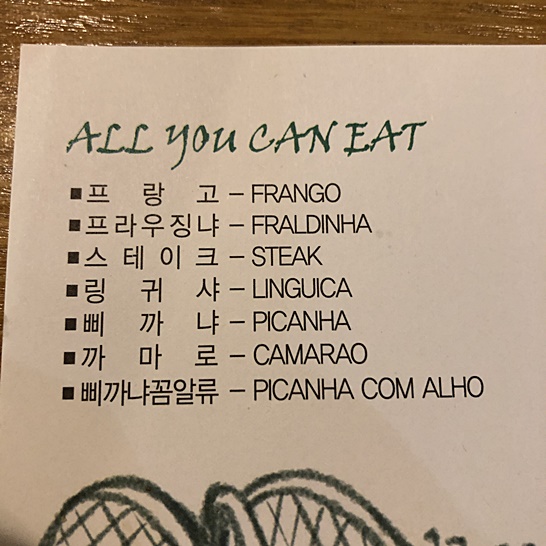 ALL YOU CAN EAT
■프 랑 고 – FRANGO
■프라우징냐 – FRALDINHA
■스 테 이 크 – STEAK
■링 귀 샤 – LINGUICA
■삐 까 냐 – PICANHA
■까 마 로 – CAMARAO
■삐까냐꼼알류 – PICANHA COM ALHO